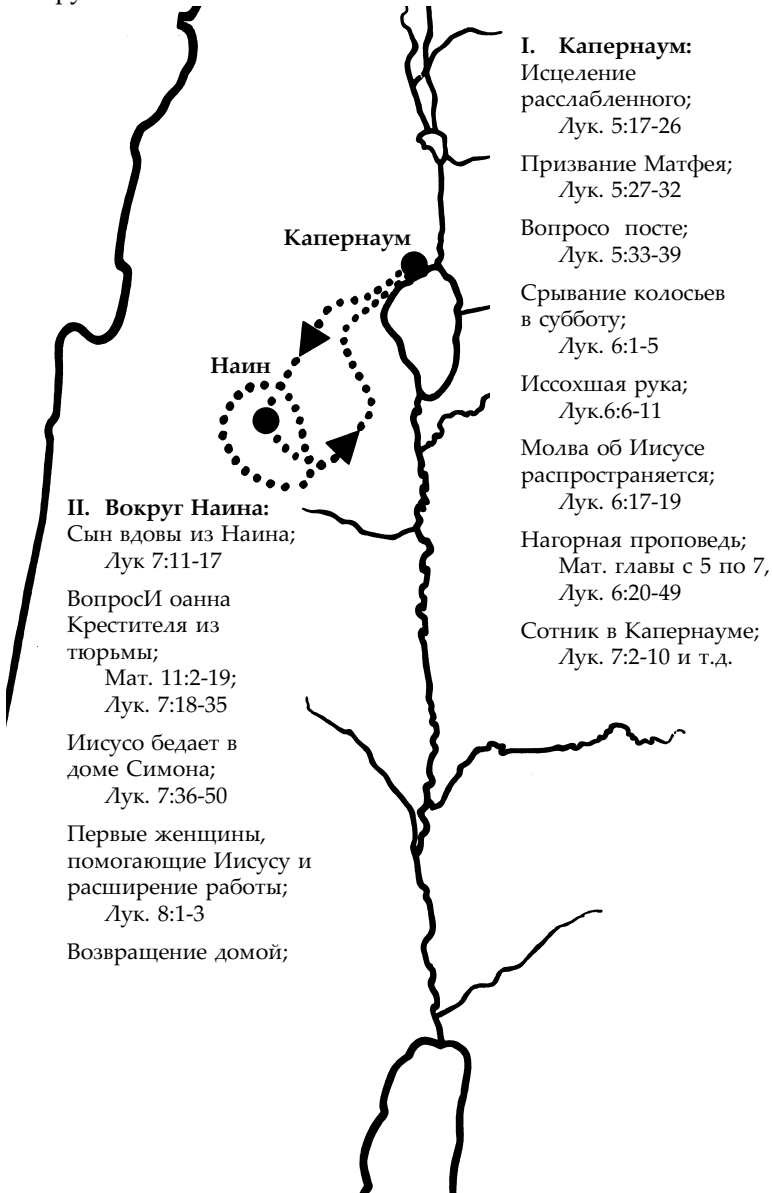 I. Капернаум:
Исцеление
расслабленного;
Лук. 5:17-26
Призвание Матфея;
Лук. 5:27-32
Вопросо посте;
Лук. 5:33-39
Срывание колосьев
в субботу;
Лук. 6:1-5
Иссохшая рука;
Лук.6:6-11
Молва об Иисусе
распространяется;
Лук. 6:17-19
Нагорная проповедь;
Мат. главы с 5 по 7,
Лук. 6:20-49
Сотник в Капернауме;
Лук. 7:2-10 и т.д.
Капернаум
Наин
II. Вокруг Наина:
Сын вдовы из Наина;
Лук 7:11-17
ВопросИ оанна
Крестителя из
тюрьмы;
Мат. 11:2-19;
Лук. 7:18-35
Иисусо бедает в
доме Симона;
Лук. 7:36-50
Первые женщины,
помогающие Иисусу и
расширение работы;
Лук. 8:1-3
Возвращение домой;